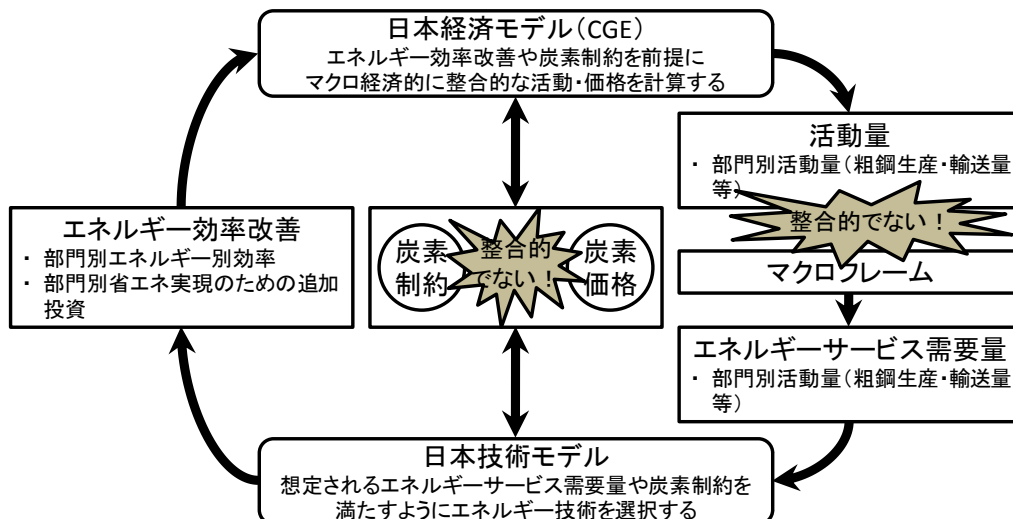 日本経済モデル(CGE)
エネルギー効率改善や炭素制約を前提に
マクロ経済的に整合的な活動・価格を計算する
活動量
・ 部門別活動量(粗鋼生産・輸送量
等)
整合的でない！
マクロフレーム
エネルギー効率改善
・ 部門別エネルギー別効率
・ 部門別省エネ実現のための追加
投資
炭素
制約
整合的
でない！
炭素
価格
エネルギーサービス需要量
・ 部門別活動量(粗鋼生産・輸送量
等)
日本技術モデル
想定されるエネルギーサービス需要量や炭素制約を
満たすようにエネルギー技術を選択する